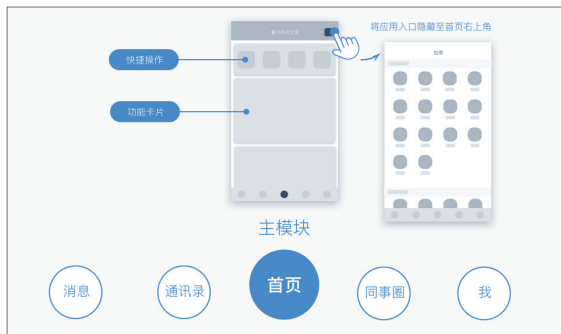 将应用入口隐藏至首页右上角
应用
快捷操作
功能卡片
主模块
消息
通讯录
首页
同事圈
我